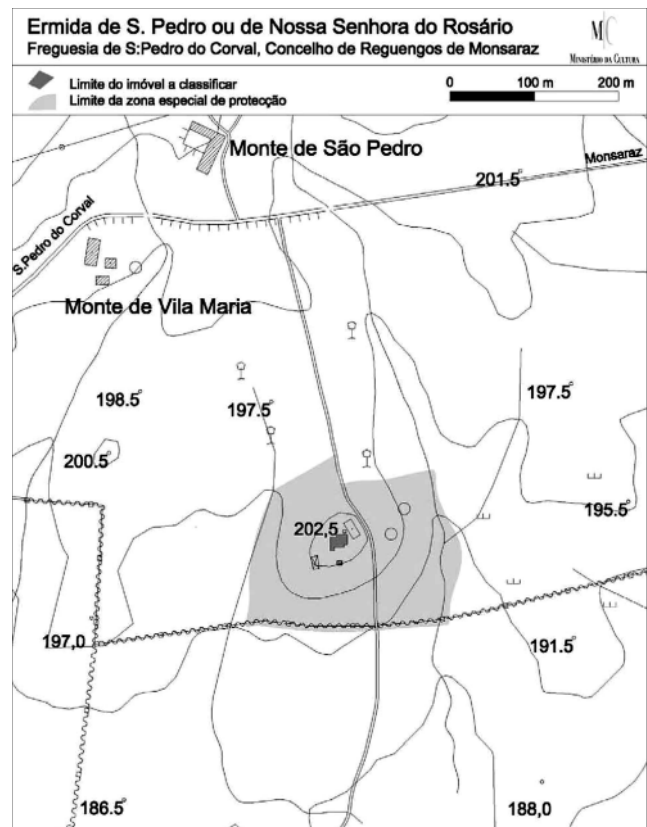 Ermida de S. Pedro ou de Nossa Senhora do Rosário
Freguesia de S:Pedro do Corval, Concelho de Reguengos de Monsaraz
M C
MINISTÉRIO DA CULTURA
Limite do imóvel a classificar
Limite da zona especial de protecção
0 100 m 200 m
Monte de São Pedro
Monsaraz
201.5
S.Pedro do Corval
Monte de Vila Maria
198.5
197.5
197.5
200.5
195.5
202,5
197,0
191.5
186.5
188,0